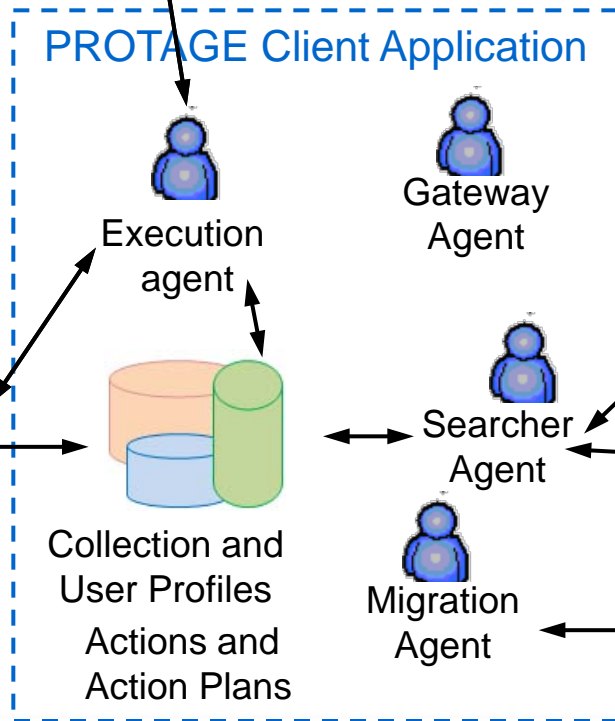 PROTAGE Client Application
Execution
agent
Gateway
Agent
Searcher
Agent
Collection and
User Profiles
Actions and
Action Plans
Migration
Agent